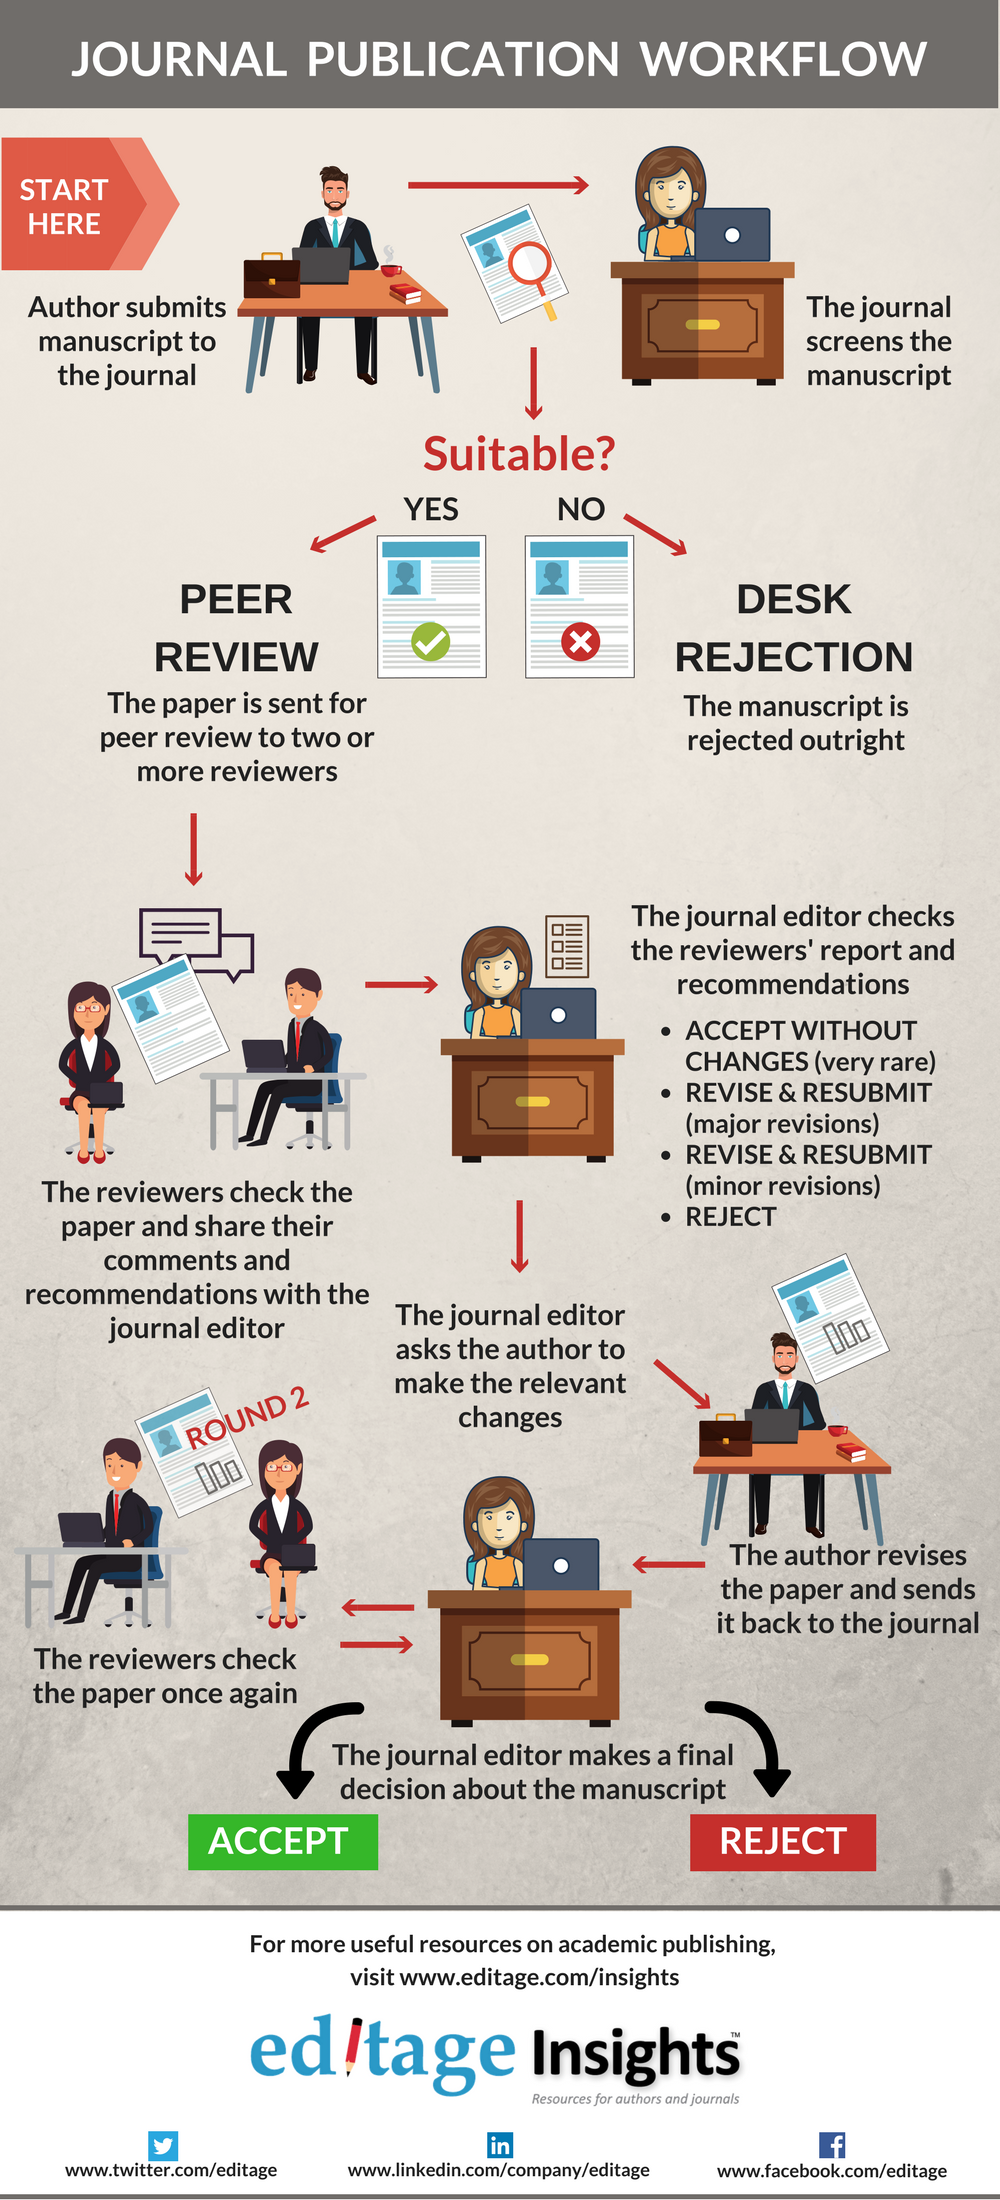 JOURNAL PUBLICATION WORKFLOW
START
HERE
Author submits
manuscript to
the journal
The journal
screens the
manuscript
Suitable?
YES
NO
PEER
REVIEW
The paper is sent for
peer review to two or
more reviewers
DESK
REJECTION
The manuscript is
rejected outright
The reviewers check the
paper and share their
comments and
recommendations with the
journal editor
The journal editor checks
the reviewers' report and
recommendations
• ACCEPT WITHOUT
CHANGES (very rare)
• REVISE & RESUBMIT
(major revisions)
• REVISE & RESUBMIT
(minor revisions)
• REJECT
The journal editor
asks the author to
make the relevant
changes
The author revises
the paper and sends
it back to the journal
ROUND 2
The reviewers check
the paper once again
The journal editor makes a final
decision about the manuscript
ACCEPT
REJECT
For more useful resources on academic publishing,
visit www.editage.com/insights
editage Insights™
Resources for authors and journals
in
f
www.twitter.com/editage
www.linkedin.com/company/editage
www.facebook.com/editage